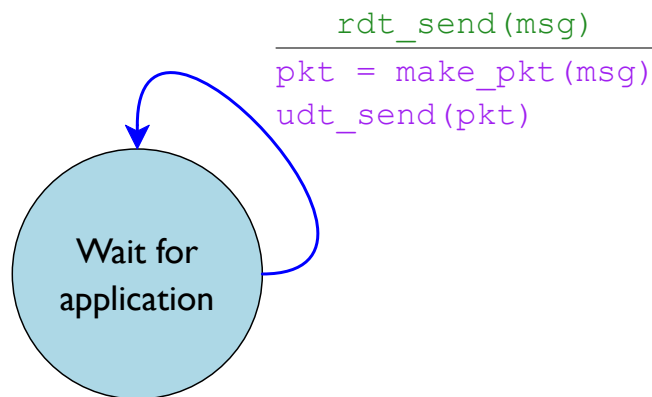 rdt_send(msg)
pkt = make_pkt(msg)
udt_send(pkt)
Wait for
application